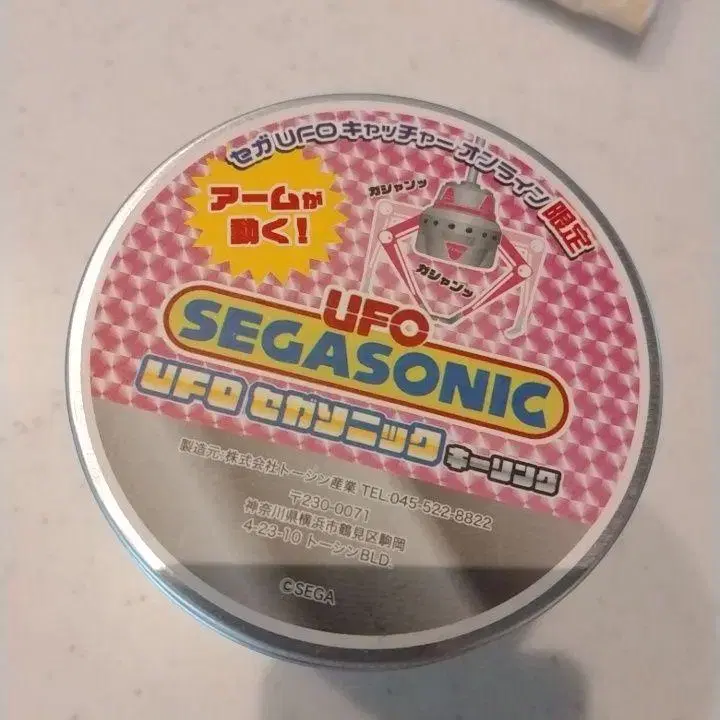 セガUFOキャッチャーオンライン限定
アームが
動く!
ガシャンッ
ガシャンッ
UFO
SEGASONIC
UFO セガソニック キーリング
製造元:株式会社トーシン産業 TEL:045-522-8822
〒230-0071
神奈川県横浜市鶴見区駒岡
4-23-10 トーシンBLD.
©SEGA